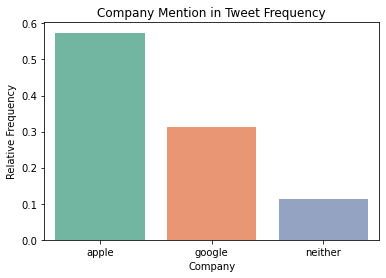 Company Mention in Tweet Frequency
Relative Frequency
0.6
0.5
0.4
0.3
0.2
0.1
0.0
apple google neither
Company